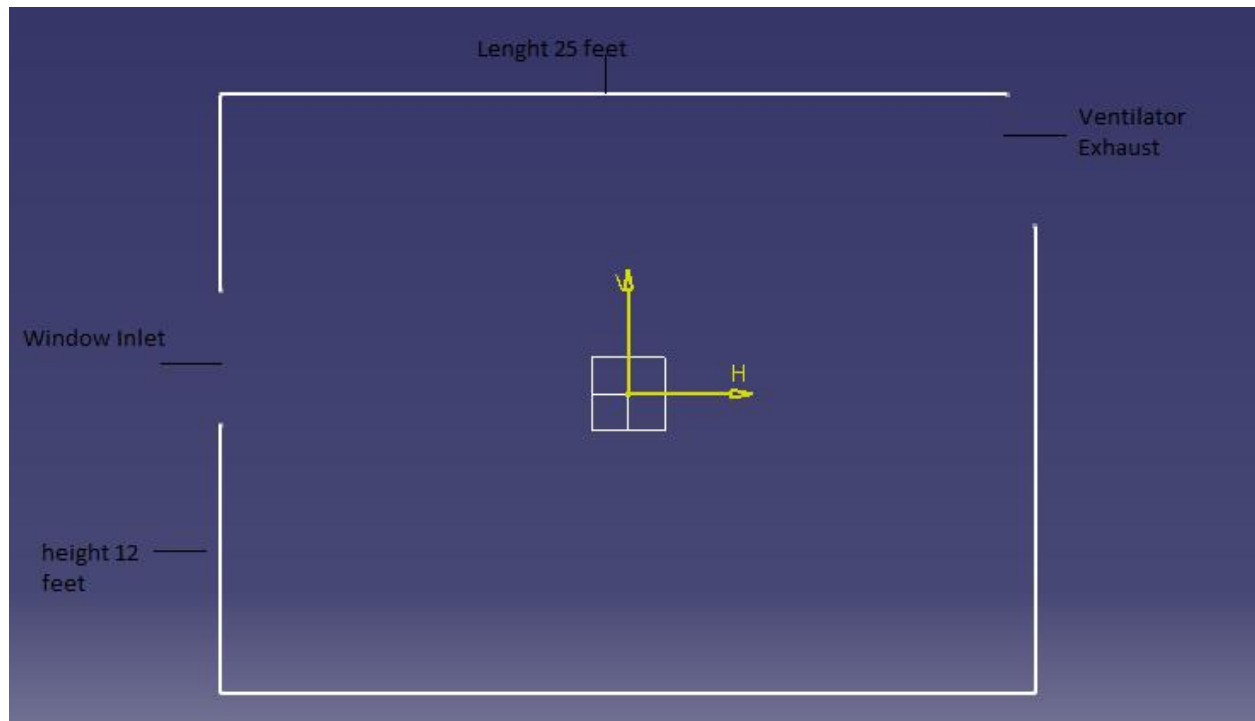 Lenght 25 feet
Ventilator
Exhaust
V
H
Window Inlet
height 12
feet